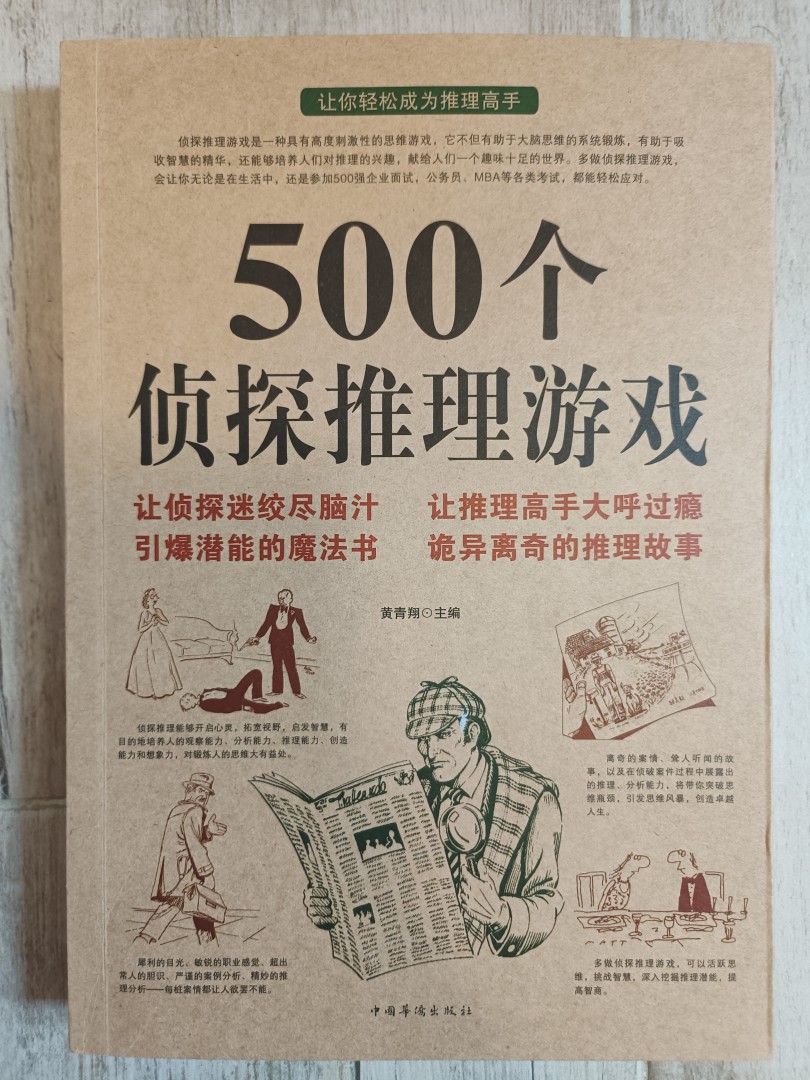 让你轻松成为推理高手
侦探推理游戏是一种具有高度刺激性的思维游戏，它不但有助于大脑思维的系统锻炼，有助于吸
收智慧的精华，还能够培养人们对推理的兴趣，献给人们一个趣味十足的世界。多做侦探推理游戏，
会让你无论是在生活中，还是参加500强企业面试，公务员、MBA等各类考试，都能轻松应对。
500个
侦探推理游戏
让侦探迷绞尽脑汁 让推理高手大呼过瘾
引爆潜能的魔法书 诡异离奇的推理故事
黄青翔⊙主编
侦探推理能够开启心灵，拓宽视野，启发智慧，有
目的地培养人的观察能力、分析能力、推理能力、创造
能力和想象力，对锻炼人的思维大有益处。
离奇的案情、耸人听闻的故
事，以及在侦破案件过程中展露出
的推理、分析能力，将带你突破思
维瓶颈，引发思维风暴，创造卓越
人生。
犀利的目光、敏锐的职业感觉、超出
常人的胆识、严谨的案例分析、精妙的推
理分析——每桩案情都让人欲罢不能。
多做侦探推理游戏，可以活跃思
维，挑战智慧，深入挖掘推理潜能，提
高智商。
中国华侨出版社